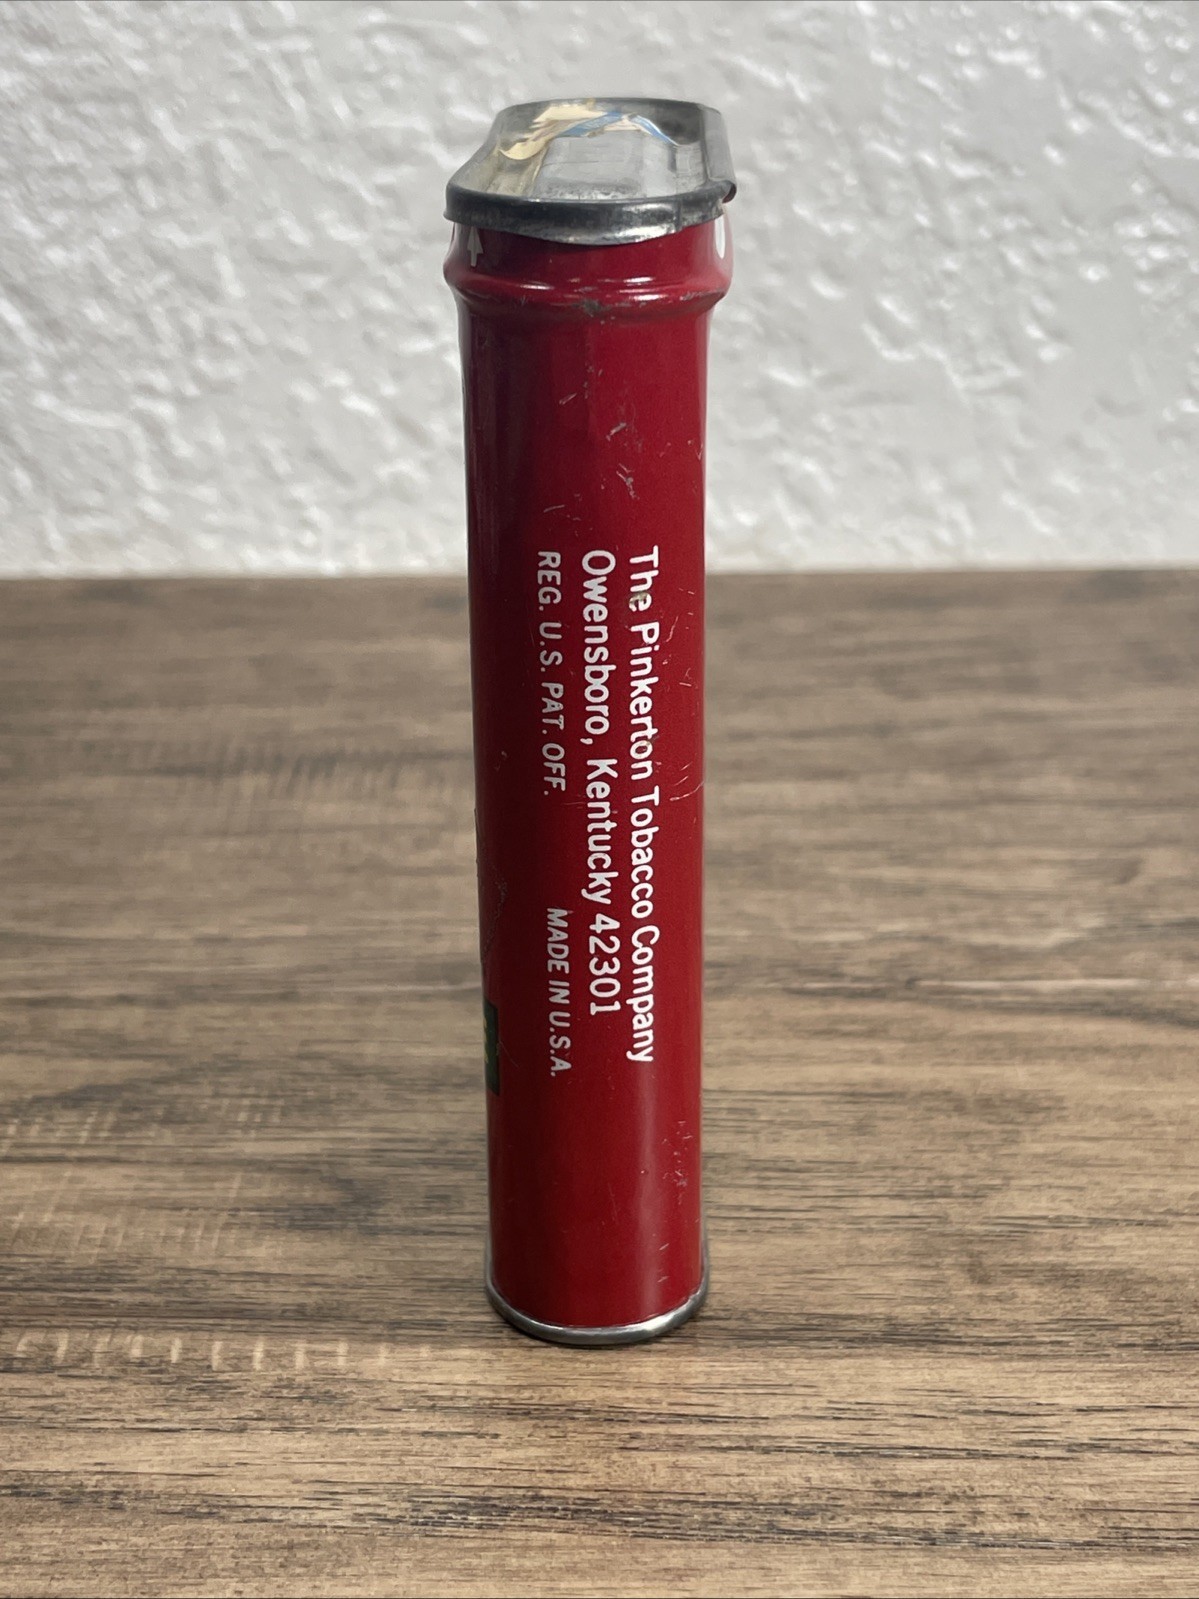 The Pinkerton Tobacco Company
Owensboro, Kentucky 42301
REG. U.S. PAT. OFF. MADE IN U.S.A.